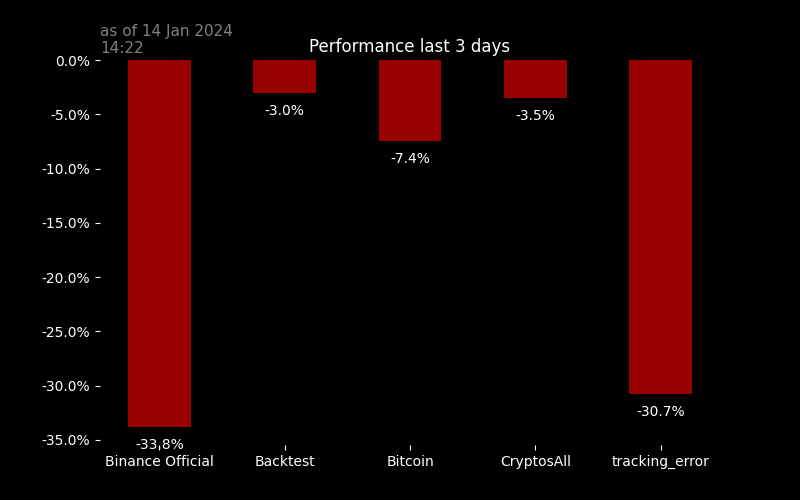 as of 14 Jan 2024
14:22
Performance last 3 days
0.0%
-5.0%
-10.0%
-15.0%
-20.0%
-25.0%
-30.0%
-35.0%
-33.8%
-3.0%
-7.4%
-3.5%
-30.7%
Binance Official
Backtest
Bitcoin
CryptosAll
tracking_error